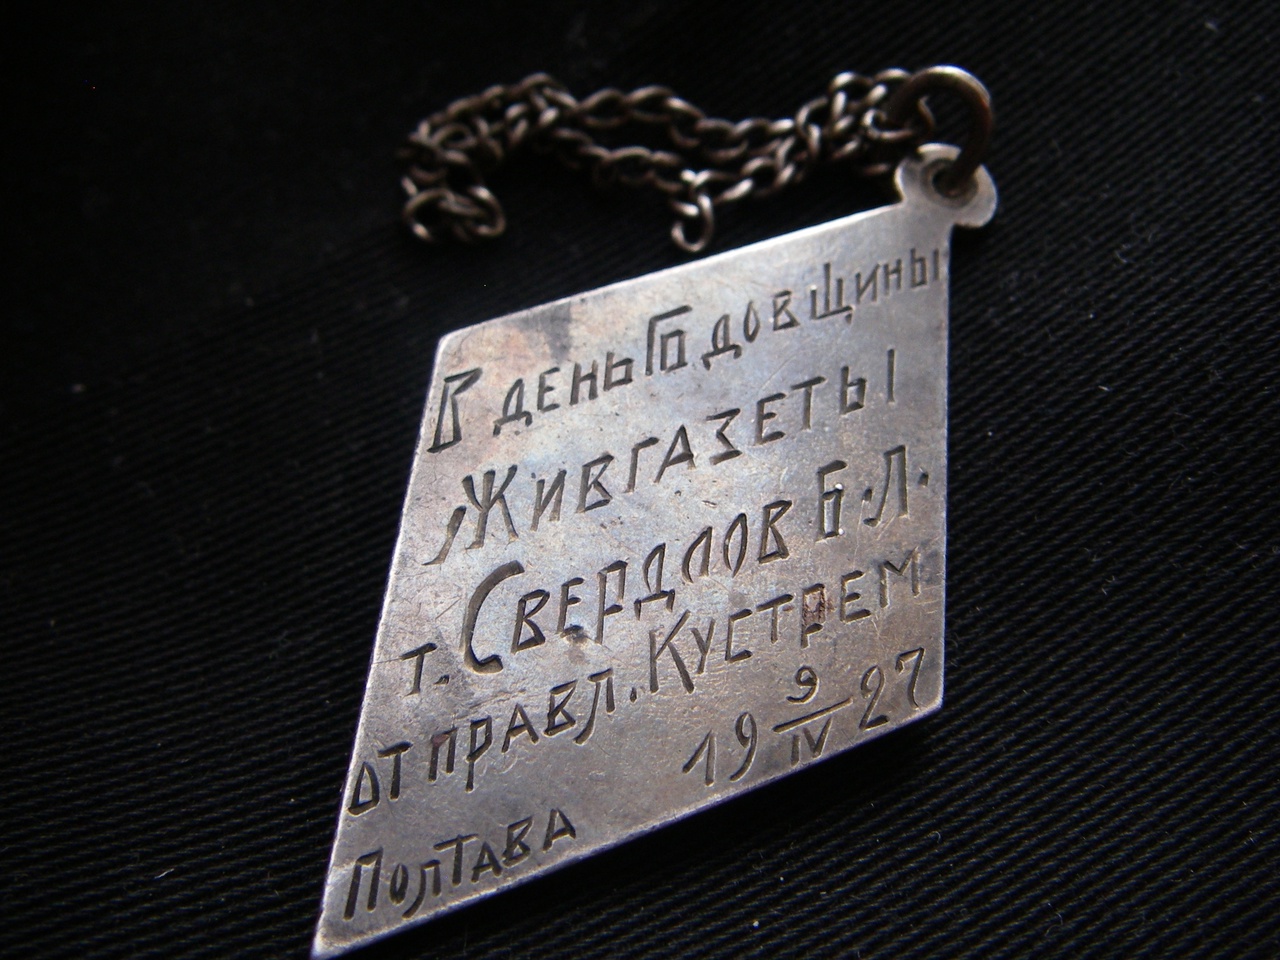 В день Годовщины
Живгазеты
т. Свердлов Б.Л.
от правл. Кустрем
19 9/IV 27
Полтава